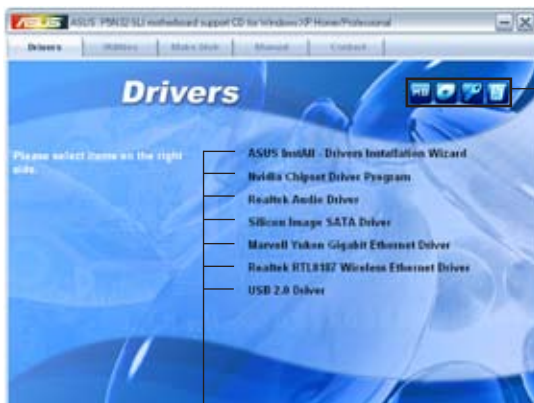 ASUS P5N32-SLI motherboard support CD for Windows XP Home/Professional
Drivers Utilities Make Disk Manual Contact
Drivers
Please select items on the right side.
ASUS InstAll - Drivers Installation Wizard
Nvidia Chipset Driver Program
Realtek Audio Driver
Silicon Image SATA Driver
Marvell Yukon Gigabit Ethernet Driver
Realtek RTL8187 Wireless Ethernet Driver
USB 2.0 Driver